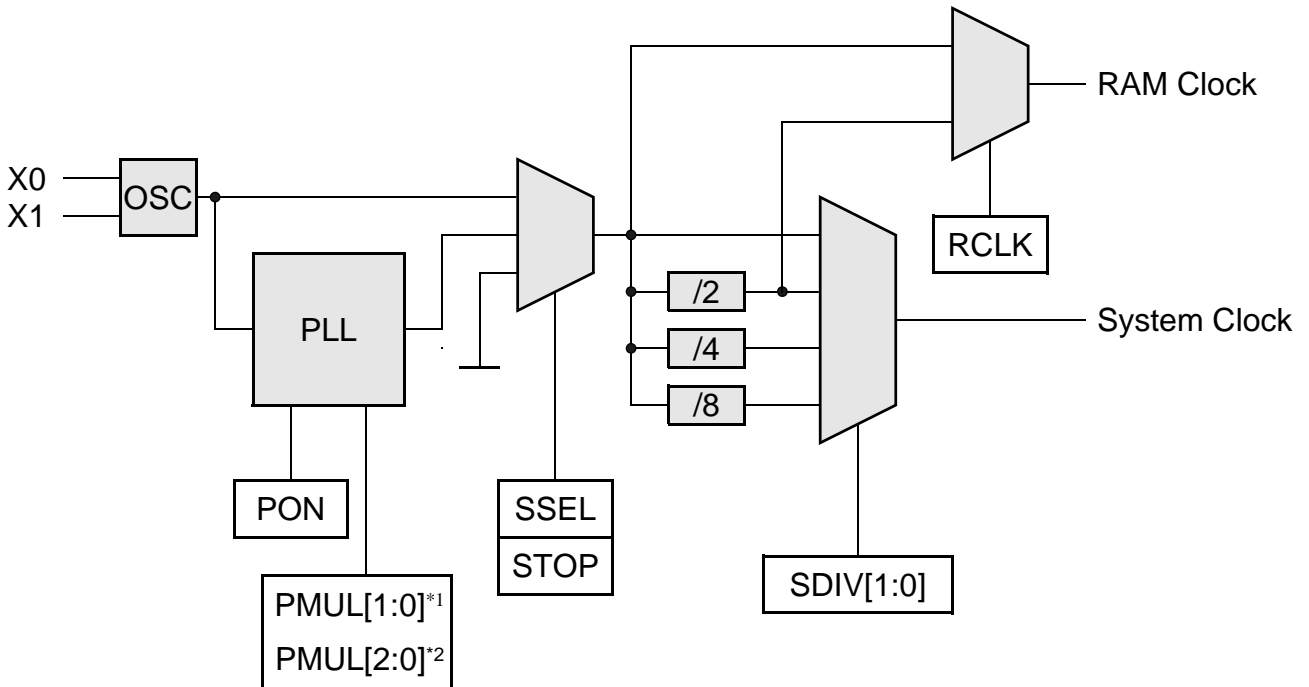 RAM Clock
X0
X1
OSC
RCLK
/2
PLL
System Clock
/4
/8
PON
SSEL
STOP
SDIV[1:0]
PMUL[1:0]*1
PMUL[2:0]*2